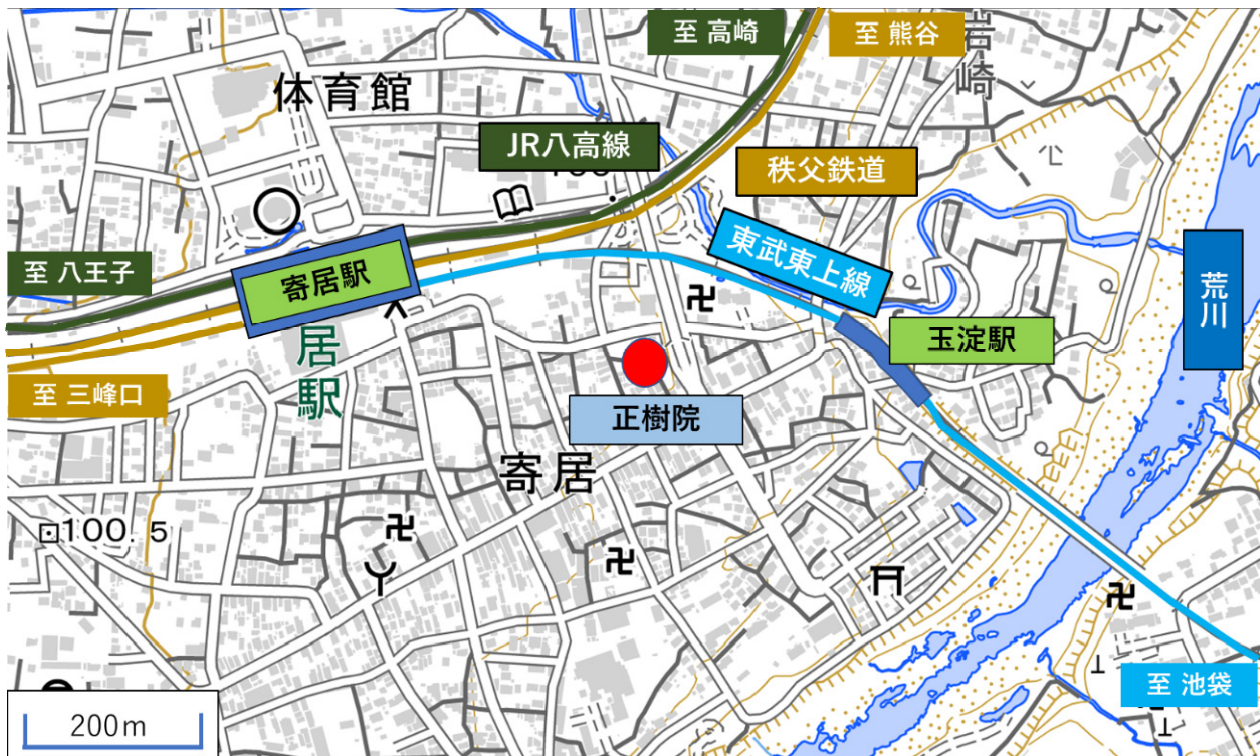 至 高崎
至 熊谷
岩崎
体育館
JR八高線
秩父鉄道
東武東上線
至 八王子
寄居駅
荒川
居駅
玉淀駅
至 三峰口
正樹院
寄居
100.5
至 池袋
200m